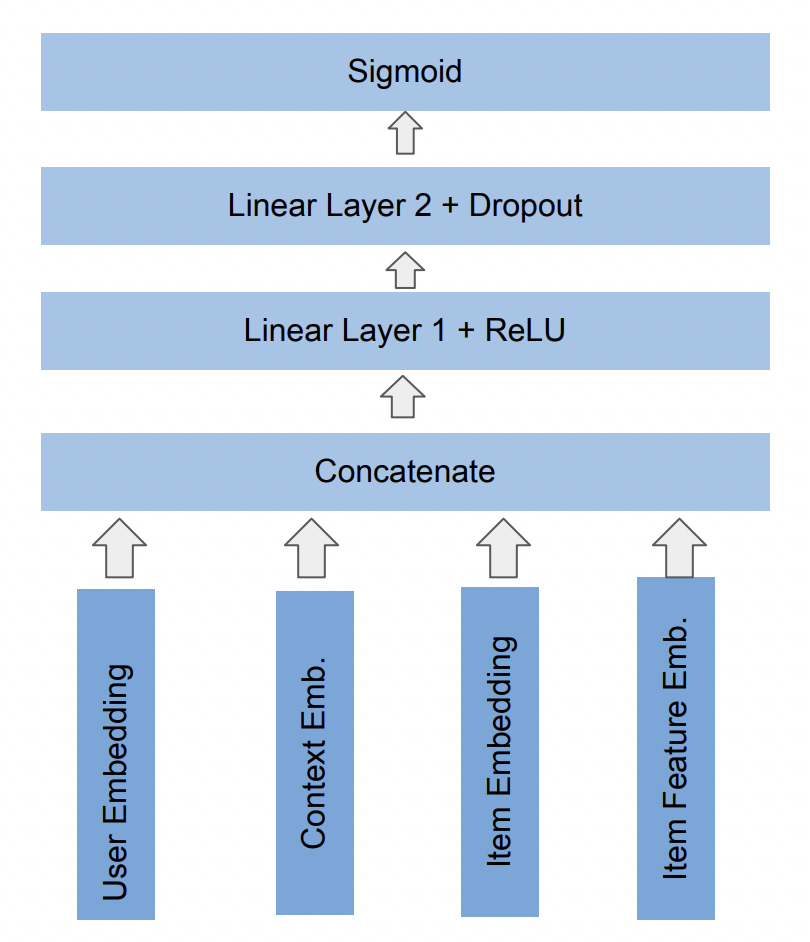 Sigmoid
Linear Layer 2 + Dropout
Linear Layer 1 + ReLU
Concatenate
User Embedding
Context Emb.
Item Embedding
Item Feature Emb.